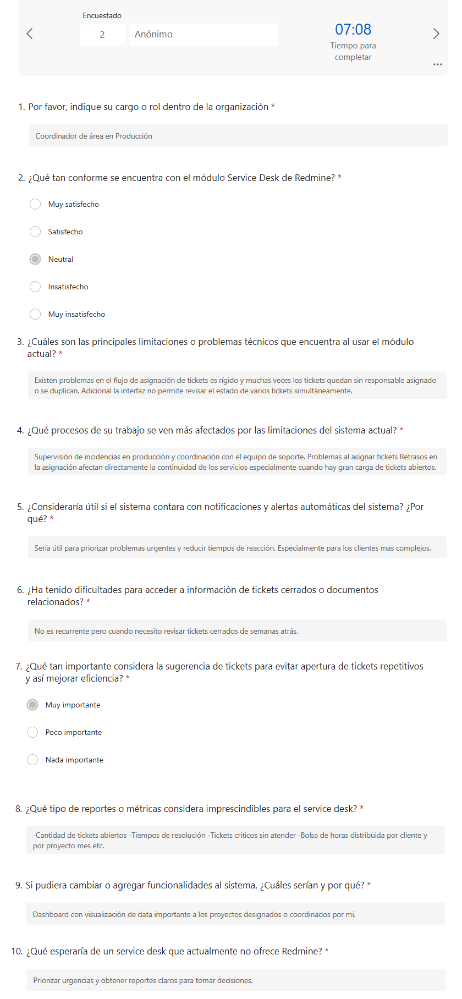 Encuestado
2
Anónimo
07:08
Tiempo para
completar
1. Por favor, indique su cargo o rol dentro de la organización *
Coordinador de área en Producción
2. ¿Qué tan conforme se encuentra con el módulo Service Desk de Redmine? *
Muy satisfecho
Satisfecho
Neutral
Insatisfecho
Muy insatisfecho
3. ¿Cuáles son las principales limitaciones o problemas técnicos que encuentra al usar el módulo
actual? *
Existen problemas en el flujo de asignación de tickets es rígido y muchas veces los tickets quedan sin responsable asignado
o se duplican. Adicional la interfaz no permite revisar el estado de varios tickets simultáneamente.
4. ¿Qué procesos de su trabajo se ven más afectados por las limitaciones del sistema actual? *
Supervisión de incidencias en producción y coordinación con el equipo de soporte. Problemas al asignar tickets Retrasos en
la asignación afectan directamente la continuidad de los servicios especialmente cuando hay gran carga de tickets abiertos.
5. ¿Consideraría útil si el sistema contara con notificaciones y alertas automáticas del sistema? ¿Por
qué? *
Sería útil para priorizar problemas urgentes y reducir tiempos de reacción. Especialmente para los clientes mas complejos.
6. ¿Ha tenido dificultades para acceder a información de tickets cerrados o documentos
relacionados? *
No es recurrente pero cuando necesito revisar tickets cerrados de semanas atrás.
7. ¿Qué tan importante considera la sugerencia de tickets para evitar apertura de tickets repetitivos
y así mejorar eficiencia? *
Muy importante
Poco importante
Nada importante
8. ¿Qué tipo de reportes o métricas considera imprescindibles para el service desk? *
-Cantidad de tickets abiertos -Tiempos de resolución -Tickets criticos sin atender -Bolsa de horas distribuida por cliente y
por proyecto mes etc.
9. Si pudiera cambiar o agregar funcionalidades al sistema, ¿Cuáles serían y por qué? *
Dashboard con visualización de data importante a los proyectos designados o coordinados por mi.
10. ¿Qué esperaría de un service desk que actualmente no ofrece Redmine? *
Priorizar urgencias y obtener reportes claros para tomar decisiones.